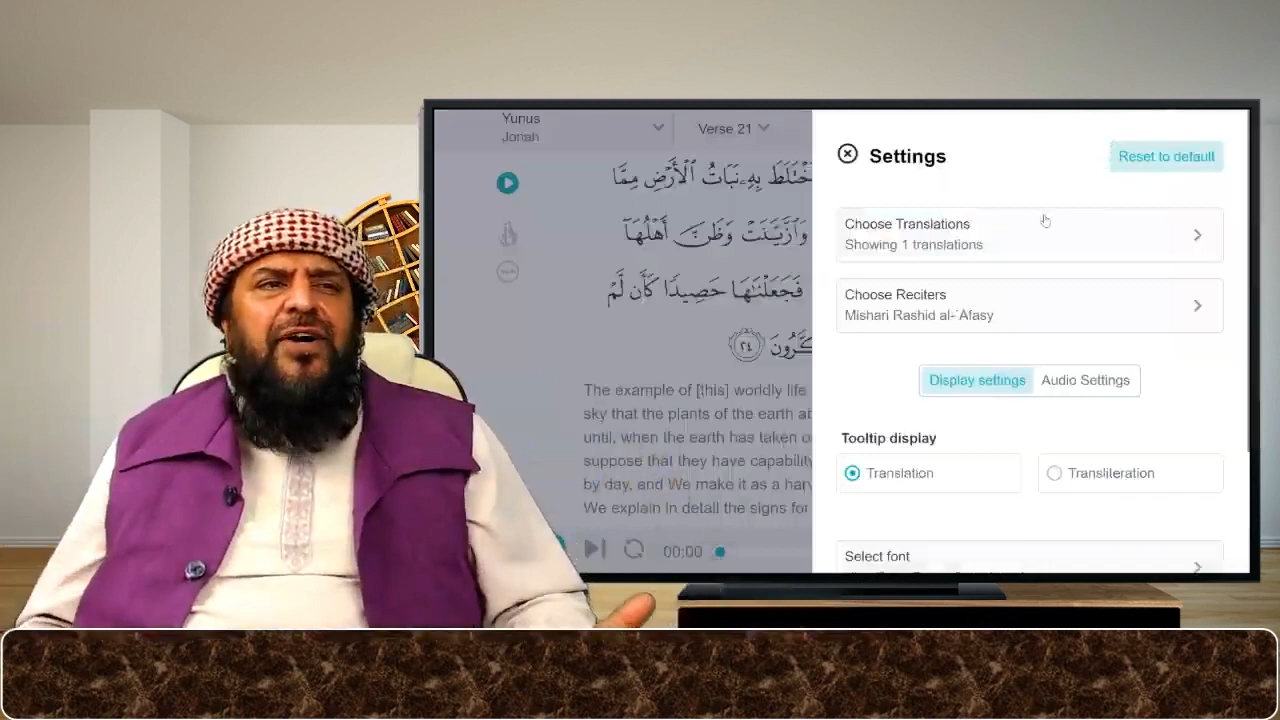 Yunus
Jonah
Verse 21
ٱخْتَلَطَ بِهِۦ نَبَاتُ ٱلْأَرْضِ مِمَّا
وَٱزَّيَّنَتْ وَظَنَّ أَهْلُهَآ
فَجَعَلْنَـٰهَا حَصِيدًا كَأَن لَّمْ
٢٤
The example of [this] worldly life
sky that the plants of the earth
until, when the earth has taken
suppose that they have capability
by day, and We make it as a
We explain in detail the signs for
00:00
Settings
Reset to default
Choose Translations
Showing 1 translations
Choose Reciters
Mishari Rashid al-`Afasy
Display settings
Audio Settings
Tooltip display
Translation
Transliteration
Select font